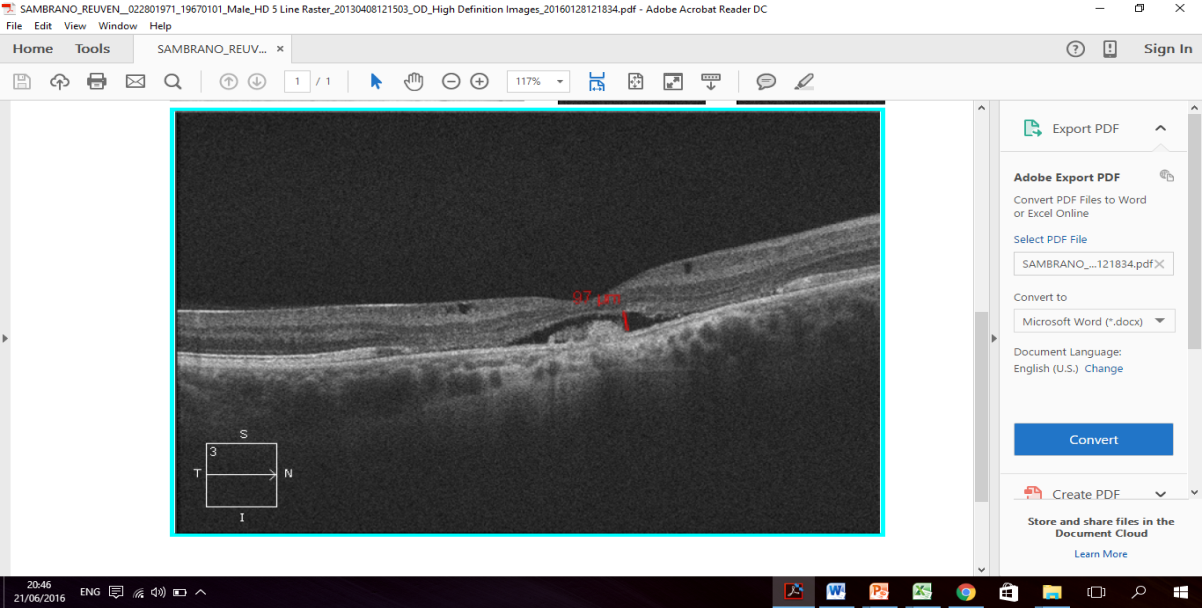 SAMBRANO_REUVEN__022801971_19670101_Male_HD 5 Line Raster_20130408121503_OD_High Definition Images_20160128121834.pdf - Adobe Acrobat Reader DC
File Edit View Window Help
Home Tools SAMBRANO_REUV... × Sign In
1 / 1 117%
Export PDF
Adobe Export PDF
Convert PDF Files to Word
or Excel Online
Select PDF File
SAMBRANO_...121834.pdf
Convert to
Microsoft Word (*.docx)
Document Language:
English (U.S.) Change
Convert
Create PDF
Store and share files in the
Document Cloud
Learn More
97 µm
S
3
T N
I
20:46
21/06/2016
ENG